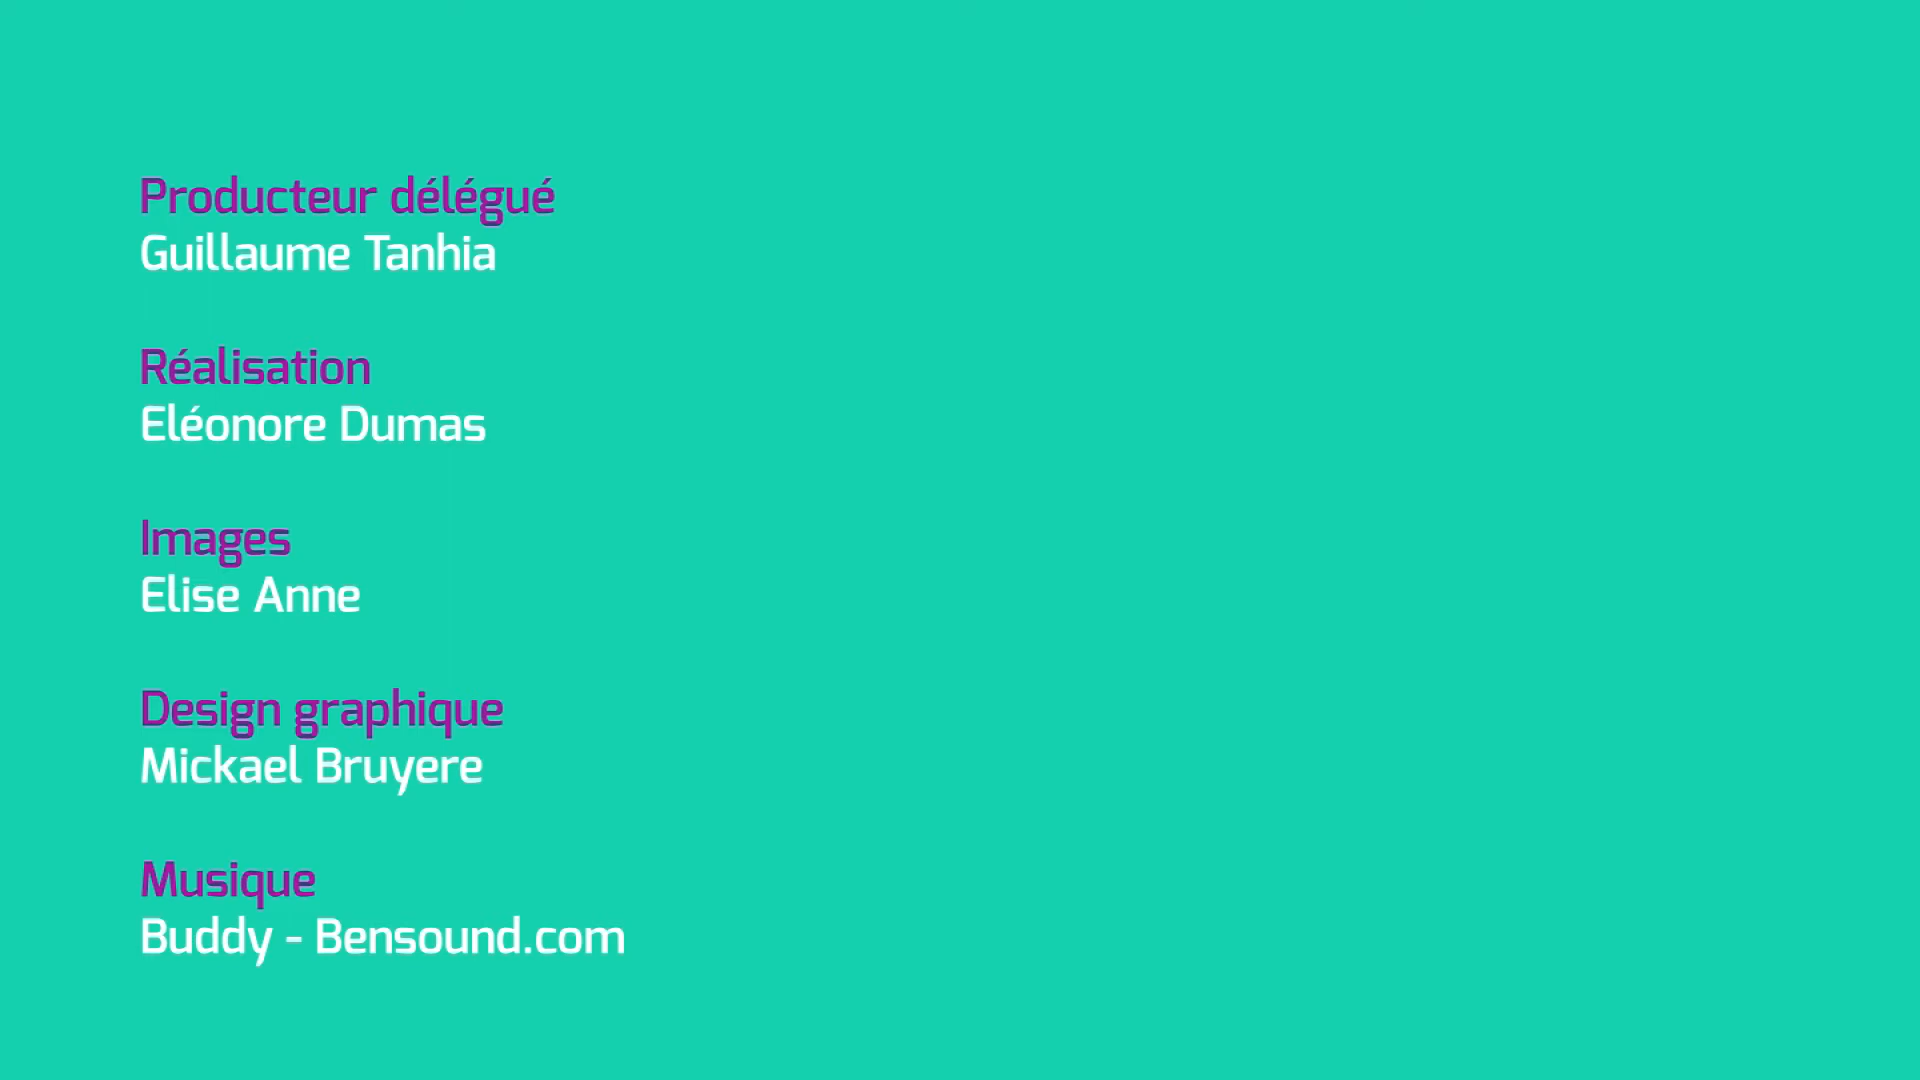 Producteur délégué
Guillaume Tanhia
Réalisation
Eléonore Dumas
Images
Elise Anne
Design graphique
Mickael Bruyere
Musique
Buddy - Bensound.com